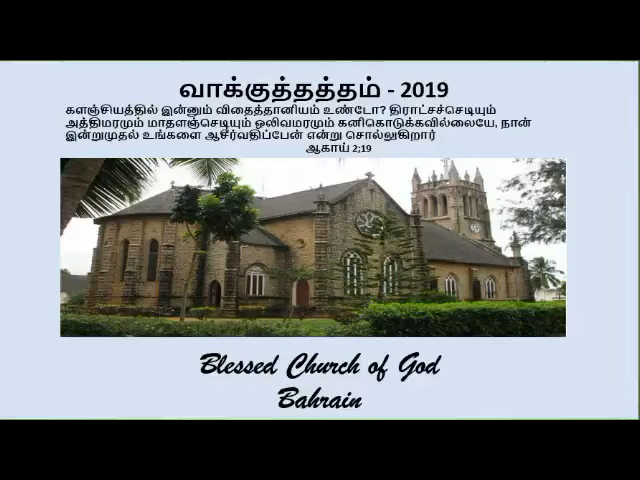 வாக்குத்தத்தம் - 2019
களஞ்சியத்தில் இன்னும் விதைத்தானியம் உண்டோ? திராட்சச்செடியும்
அத்திமரமும் மாதளஞ்செடியும் ஒலிவமரமும் கனிகொடுக்கவில்லையே, நான்
இன்றுமுதல் உங்களை ஆசீர்வதிப்பேன் என்று சொல்லுகிறார்
ஆகாய் 2;19
Blessed Church of God
Bahrain